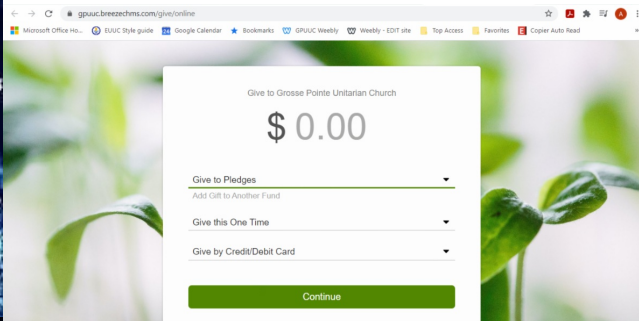 gpuuc.breezechms.com/give/online
Microsoft Office Ho... EUUC Style guide Google Calendar Bookmarks GPUUC Weebly Weebly - EDIT site Top Access Favorites Copier Auto Read »
Give to Grosse Pointe Unitarian Church
$ 0.00
Give to Pledges
Add Gift to Another Fund
Give this One Time
Give by Credit/Debit Card
Continue